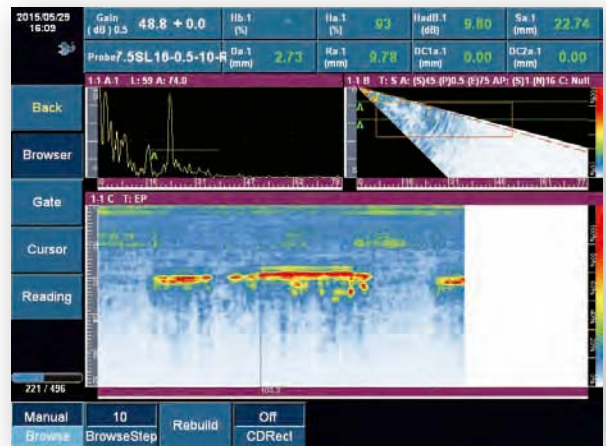 2015/05/29
16:09
Gain
( dB ) 0.5
48.8 + 0.0
Hb.1
(%)
Ha.1
(%)
93
HadB.1
(dB)
9.80
Sa.1
(mm)
22.74
Probe7.5SL16-0.5-10-R
Da.1
(mm)
2.73
Ra.1
(mm)
9.78
DC1a.1
(mm)
0.00
DC2a.1
(mm)
0.00
1-1 A-1 L: 59 A: 74.0
1-1 B T: S A: (S)45 (P)0.5 (E)75 AP: (S)1 (N)16 C: Null
Back
Browser
1-1 C T: EP
Gate
Cursor
Reading
221 / 496
Manual
Browse
10
BrowseStep
Rebuild
Off
CDRecl